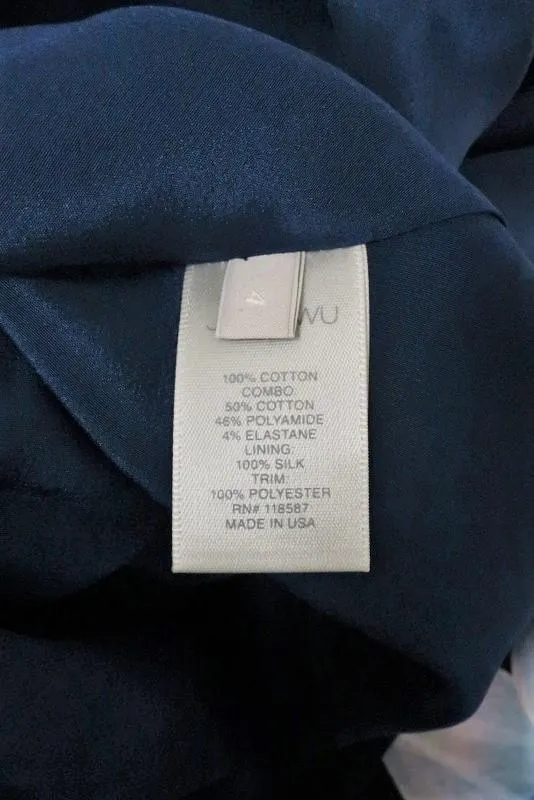 4
WU
100% COTTON
COMBO:
50% COTTON
46% POLYAMIDE
4% ELASTANE
LINING:
100% SILK
TRIM:
100% POLYESTER
RN# 118587
MADE IN USA